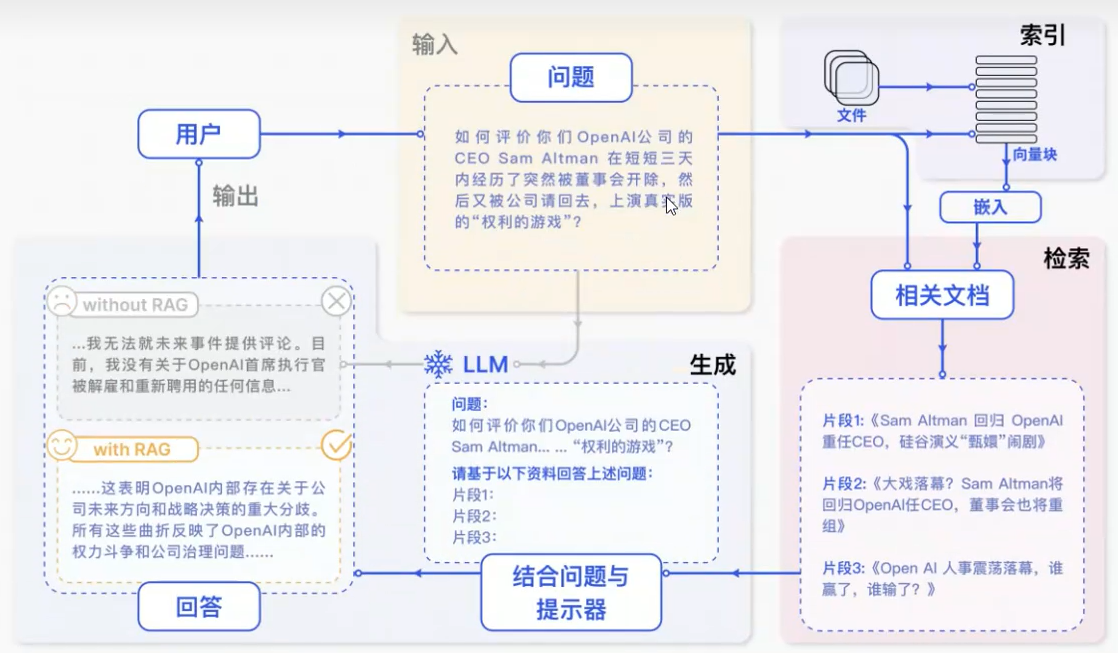 输入
问题
如何评价你们OpenAI公司的
CEO Sam Altman 在短短三天
内经历了突然被董事会开除，然
后又被公司请回去，上演真实版
的“权利的游戏”？
索引
文件
向量块
嵌入
用户
输出
检索
相关文档
片段1:《Sam Altman 回归 OpenAI
重任CEO，硅谷演义“甄嬛”闹剧》
片段2:《大戏落幕？Sam Altman将
回归OpenAI任CEO，董事会也将重
组》
片段3:《Open AI 人事震荡落幕，谁
赢了，谁输了？》
生成
LLM
问题：
如何评价你们OpenAI公司的CEO
Sam Altman... ... “权利的游戏”？
请基于以下资料回答上述问题：
片段1:
片段2:
片段3:
结合问题与
提示器
without RAG
...我无法就未来事件提供评论。目
前，我没有关于OpenAI首席执行官
被解雇和重新聘用的任何信息...
with RAG
......这表明OpenAI内部存在关于公
司未来方向和战略决策的重大分歧。
所有这些曲折反映了OpenAI内部的
权力斗争和公司治理问题......
回答